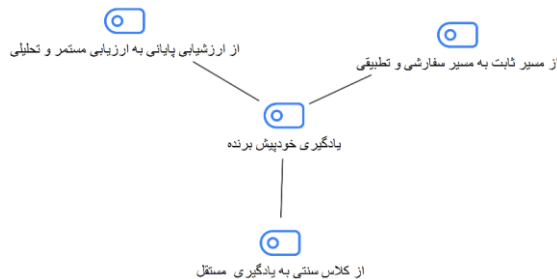 از ارزشیابی پایانی به ارزیابی مستمر و تحلیلی
از مسیر ثابت به مسیر سفارشی و تطبیقی
یادگیری خودپیش برنده
از کلاس سنتی به یادگیری مستقل